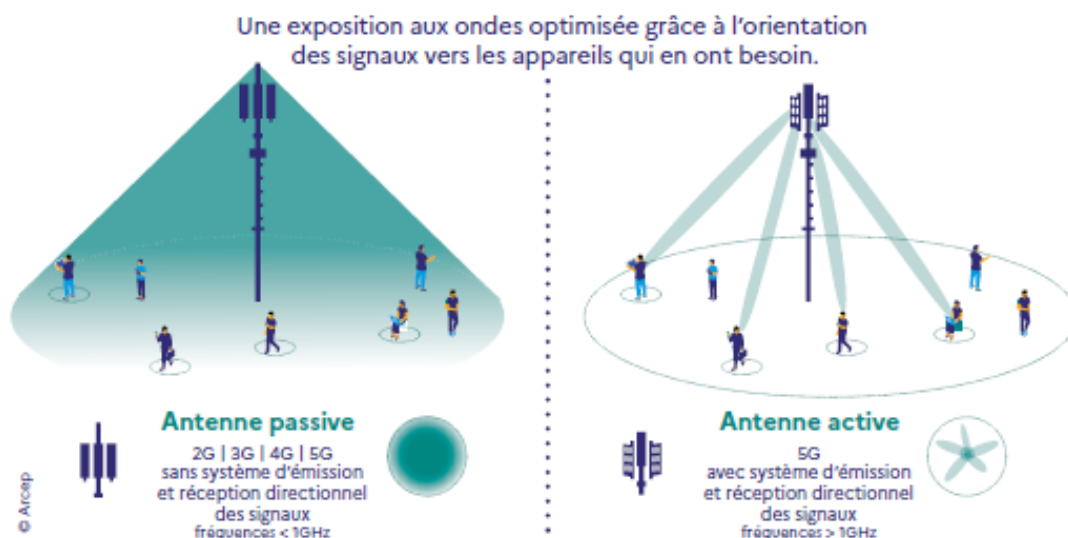 Une exposition aux ondes optimisée grâce à l'orientation
des signaux vers les appareils qui en ont besoin.
Antenne passive
2G | 3G | 4G | 5G
sans système d'émission
et réception directionnel
des signaux
fréquences < 1GHz
Antenne active
5G
avec système d'émission
et réception directionnel
des signaux
fréquences > 1GHz
© Arcep